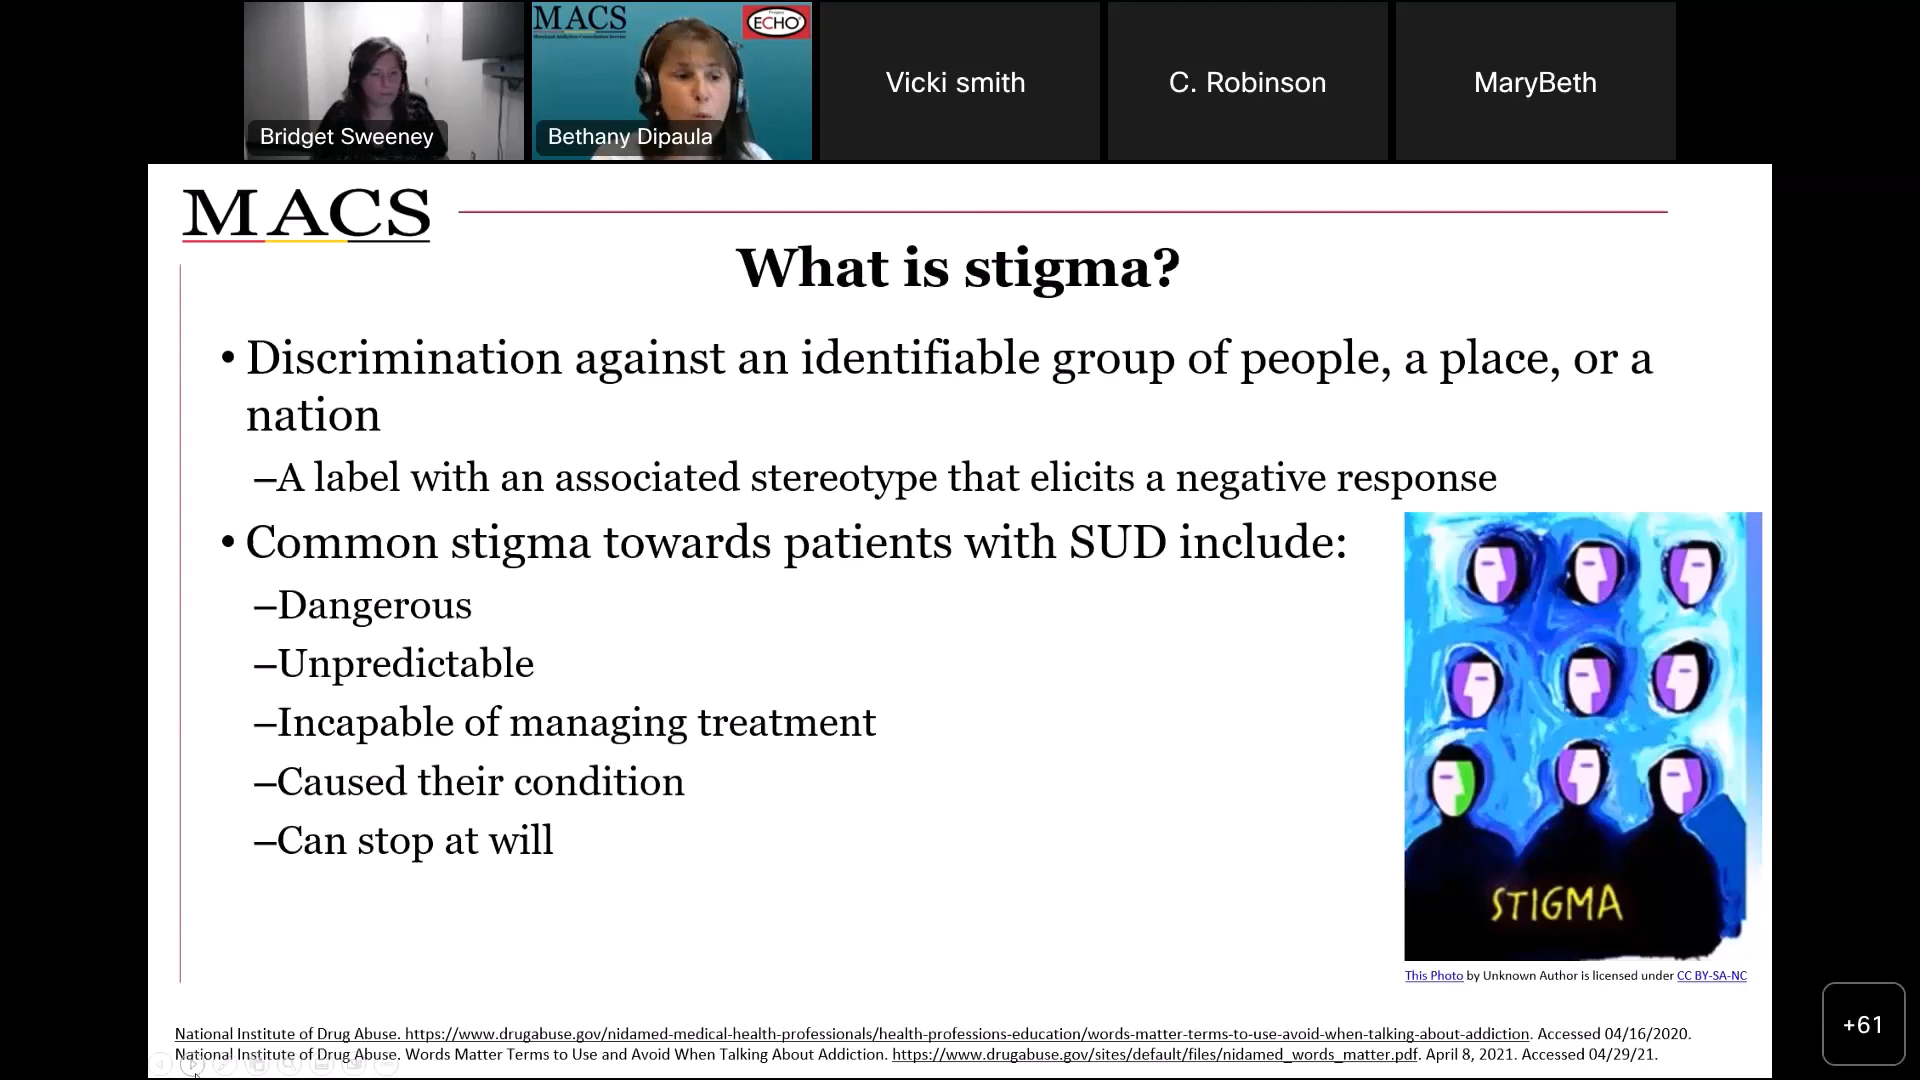 MACS
Project
ECHO
Vicki smith
C. Robinson
MaryBeth
Bridget Sweeney
Bethany Dipaula
MACS
What is stigma?
• Discrimination against an identifiable group of people, a place, or a
nation
–A label with an associated stereotype that elicits a negative response
• Common stigma towards patients with SUD include:
–Dangerous
–Unpredictable
–Incapable of managing treatment
–Caused their condition
–Can stop at will
STIGMA
This Photo by Unknown Author is licensed under CC BY-SA-NC
+61
National Institute of Drug Abuse. https://www.drugabuse.gov/nidamed-medical-health-professionals/health-professions-education/words-matter-terms-to-use-avoid-when-talking-about-addiction. Accessed 04/16/2020.
National Institute of Drug Abuse. Words Matter Terms to Use and Avoid When Talking About Addiction. https://www.drugabuse.gov/sites/default/files/nidamed_words_matter.pdf. April 8, 2021. Accessed 04/29/21.